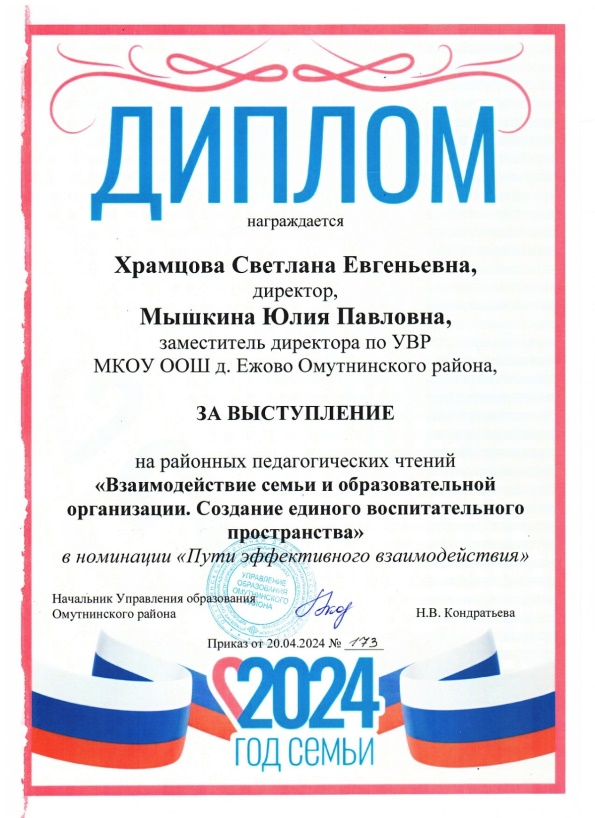 ДИПЛОМ
награждается
Храмцова Светлана Евгеньевна,
директор,
Мышкина Юлия Павловна,
заместитель директора по УВР
МКОУ ООШ д. Ежово Омутнинского района,
ЗА ВЫСТУПЛЕНИЕ
на районных педагогических чтений
«Взаимодействие семьи и образовательной
организации. Создание единого воспитательного
пространства»
в номинации «Пути эффективного взаимодействия»
УПРАВЛЕНИЕ
ОБРАЗОВАНИЯ
ОМУТНИНСКОГО
РАЙОНА
Начальник Управления образования
Омутнинского района
Н.В. Кондратьева
Приказ от 20.04.2024 № 173
2024
ГОД СЕМЬИ